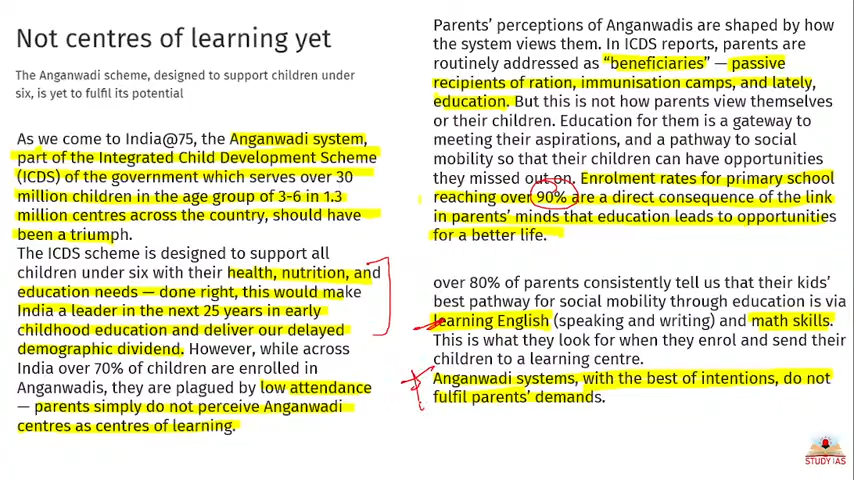 Not centres of learning yet
The Anganwadi scheme, designed to support children under
six, is yet to fulfil its potential
As we come to India@75, the Anganwadi system,
part of the Integrated Child Development Scheme
(ICDS) of the government which serves over 30
million children in the age group of 3-6 in 1.3
million centres across the country, should have
been a triumph.
The ICDS scheme is designed to support all
children under six with their health, nutrition, and
education needs — done right, this would make
India a leader in the next 25 years in early
childhood education and deliver our delayed
demographic dividend. However, while across
India over 70% of children are enrolled in
Anganwadis, they are plagued by low attendance
— parents simply do not perceive Anganwadi
centres as centres of learning.
Parents’ perceptions of Anganwadis are shaped by how
the system views them. In ICDS reports, parents are
routinely addressed as “beneficiaries” — passive
recipients of ration, immunisation camps, and lately,
education. But this is not how parents view themselves
or their children. Education for them is a gateway to
meeting their aspirations, and a pathway to social
mobility so that their children can have opportunities
they missed out on. Enrolment rates for primary school
reaching over 90% are a direct consequence of the link
in parents’ minds that education leads to opportunities
for a better life.
over 80% of parents consistently tell us that their kids’
best pathway for social mobility through education is via
learning English (speaking and writing) and math skills.
This is what they look for when they enrol and send their
children to a learning centre.
Anganwadi systems, with the best of intentions, do not
fulfil parents’ demands.
STUDY IAS